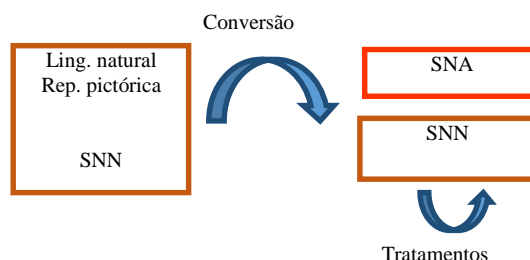 Conversão
Ling. natural
Rep. pictórica
SNN
SNA
SNN
Tratamentos